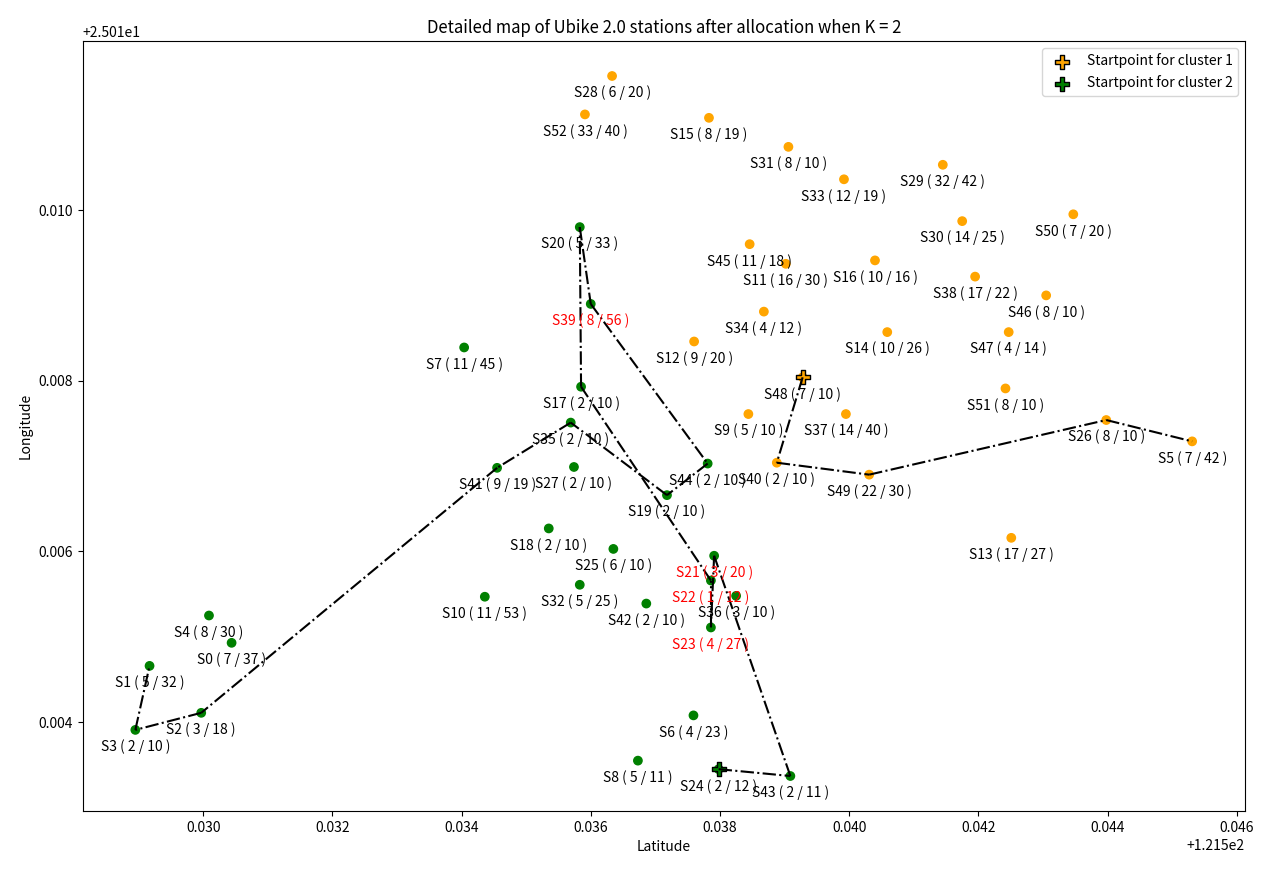 Detailed map of Ubike 2.0 stations after allocation when K = 2
+2.501e1
Startpoint for cluster 1
Startpoint for cluster 2
S28 ( 6 / 20 )
S52 ( 33 / 40 )
S15 ( 8 / 19 )
S31 ( 8 / 10 )
S29 ( 32 / 42 )
S33 ( 12 / 19 )
0.010
S50 ( 7 / 20 )
S30 ( 14 / 25 )
S20 ( 5 / 33 )
S45 ( 11 / 18 )
S11 ( 16 / 30 )
S16 ( 10 / 16 )
S38 ( 17 / 22 )
S46 ( 8 / 10 )
S39 ( 8 / 56 )
S34 ( 4 / 12 )
S14 ( 10 / 26 )
S47 ( 4 / 14 )
S12 ( 9 / 20 )
S7 ( 11 / 45 )
0.008
S48 ( 7 / 10 )
S17 ( 2 / 10 )
S51 ( 8 / 10 )
S9 ( 5 / 10 )
S37 ( 14 / 40 )
S35 ( 2 / 10 )
S26 ( 8 / 10 )
S5 ( 7 / 42 )
S41 ( 9 / 19 )
S27 ( 2 / 10 )
S44 ( 2 / 10 )
S40 ( 2 / 10 )
S49 ( 22 / 30 )
S19 ( 2 / 10 )
S18 ( 2 / 10 )
0.006
S13 ( 17 / 27 )
S25 ( 6 / 10 )
S21 ( 3 / 20 )
S22 ( 1 / 12 )
S32 ( 5 / 25 )
S10 ( 11 / 53 )
S36 ( 3 / 10 )
S42 ( 2 / 10 )
S4 ( 8 / 30 )
S23 ( 4 / 27 )
S0 ( 7 / 37 )
S1 ( 5 / 32 )
0.004
S2 ( 3 / 18 )
S6 ( 4 / 23 )
S3 ( 2 / 10 )
S8 ( 5 / 11 )
S24 ( 2 / 12 )
S43 ( 2 / 11 )
Longitude
0.030 0.032 0.034 0.036 0.038 0.040 0.042 0.044 0.046
Latitude
+1.215e2